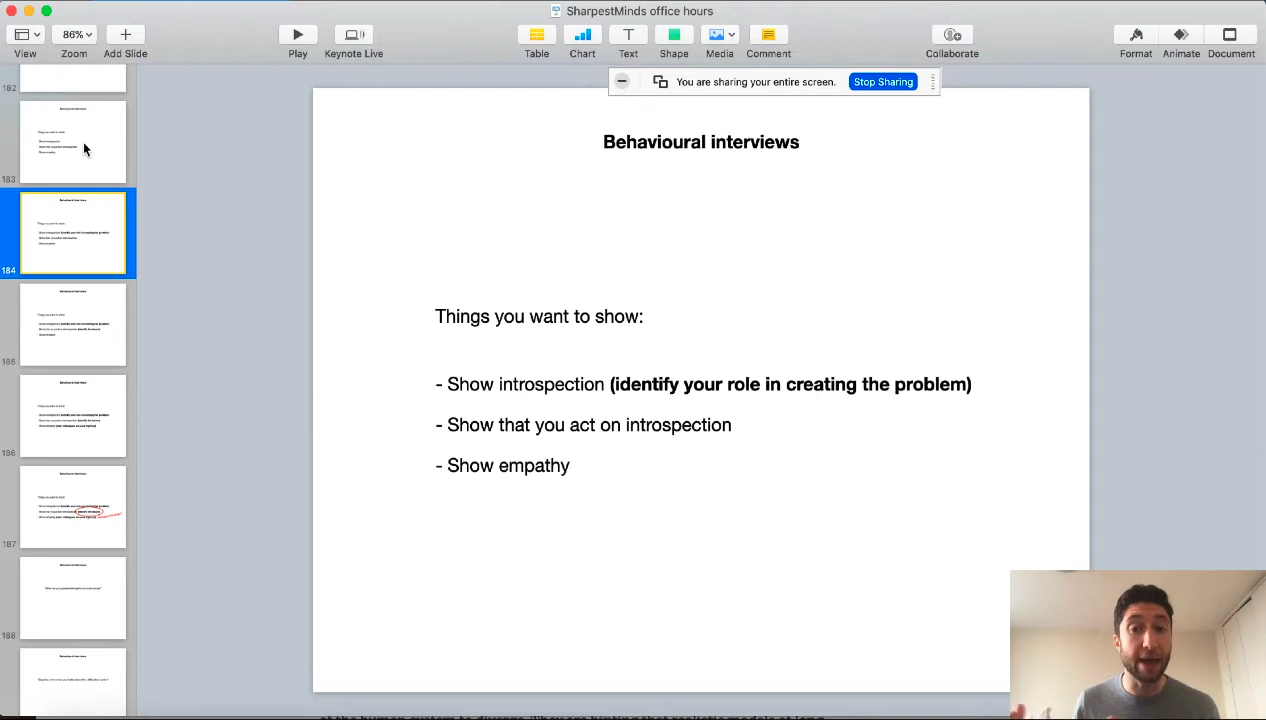 SharpestMinds office hours
View
86%
Zoom
Add Slide
Play
Keynote Live
Table
Chart
Text
Shape
Media
Comment
Collaborate
Format
Animate
Document
You are sharing your entire screen.
Stop Sharing
182
183
184
185
186
187
188
Behavioural interviews
Things you want to show:
- Show introspection (identify your role in creating the problem)
- Show that you act on introspection
- Show empathy